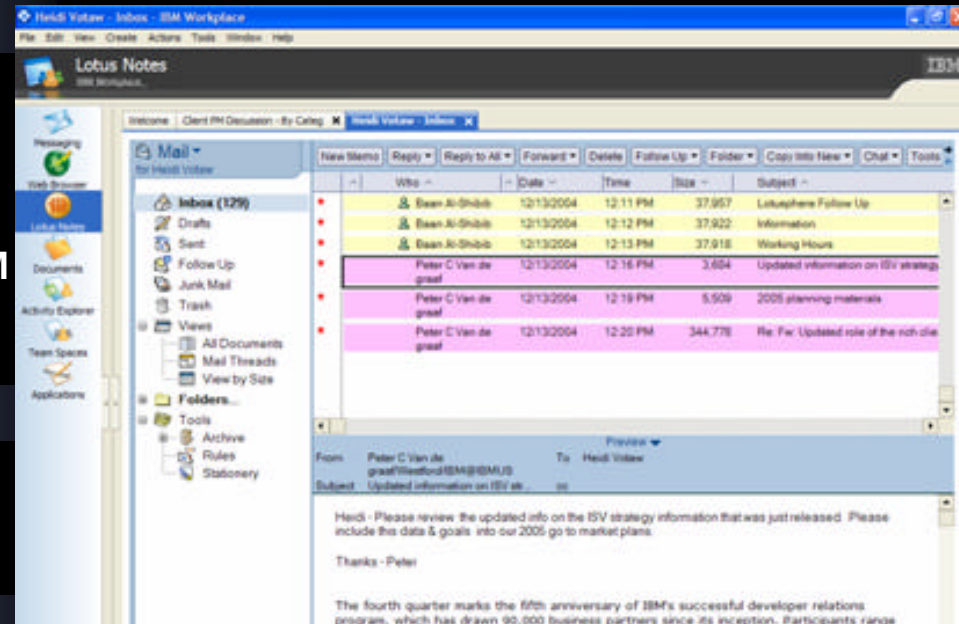 Heidi Votaw - Inbox - IBM Workplace
File Edit View Create Actions Tools Window Help
Lotus Notes
IBM Workplace
IBM
Welcome Client PM Discussion - By Categ Heidi Votaw - Inbox
Messaging
Web Browser
Lotus Notes
Documents
Activity Explorer
Team Spaces
Applications
M
Mail
for Heidi Votaw
Inbox (129)
Drafts
Sent
Follow Up
Junk Mail
Trash
Views
All Documents
Mail Threads
View by Size
Folders...
Tools
Archive
Rules
Stationery
New Memo Reply Reply to All Forward Delete Follow Up Folder Copy Into New Chat Tools
Who Date Time Size Subject
Baan Al-Shibib 12/13/2004 12:11 PM 37,957 Lotusphere Follow Up
Baan Al-Shibib 12/13/2004 12:12 PM 37,922 Information
Baan Al-Shibib 12/13/2004 12:13 PM 37,918 Working Hours
Peter C Van de 12/13/2004 12:16 PM 3,684 Updated information on ISV strategy
graaf
Peter C Van de 12/13/2004 12:19 PM 5,509 2005 planning materials
graaf
Peter C Van de 12/13/2004 12:20 PM 344,778 Re: Fw: Updated role of the rich clie
graaf
Preview
From Peter C Van de To Heidi Votaw
graaf/Westford/IBM@IBMUS
Subject Updated information on ISV str... cc
Heidi - Please review the updated info on the ISV strategy information that was just released. Please
include this data & goals into our 2005 go to market plans.
Thanks - Peter
The fourth quarter marks the fifth anniversary of IBM's successful developer relations
program, which has drawn 90,000 business partners since its inception. Participants range